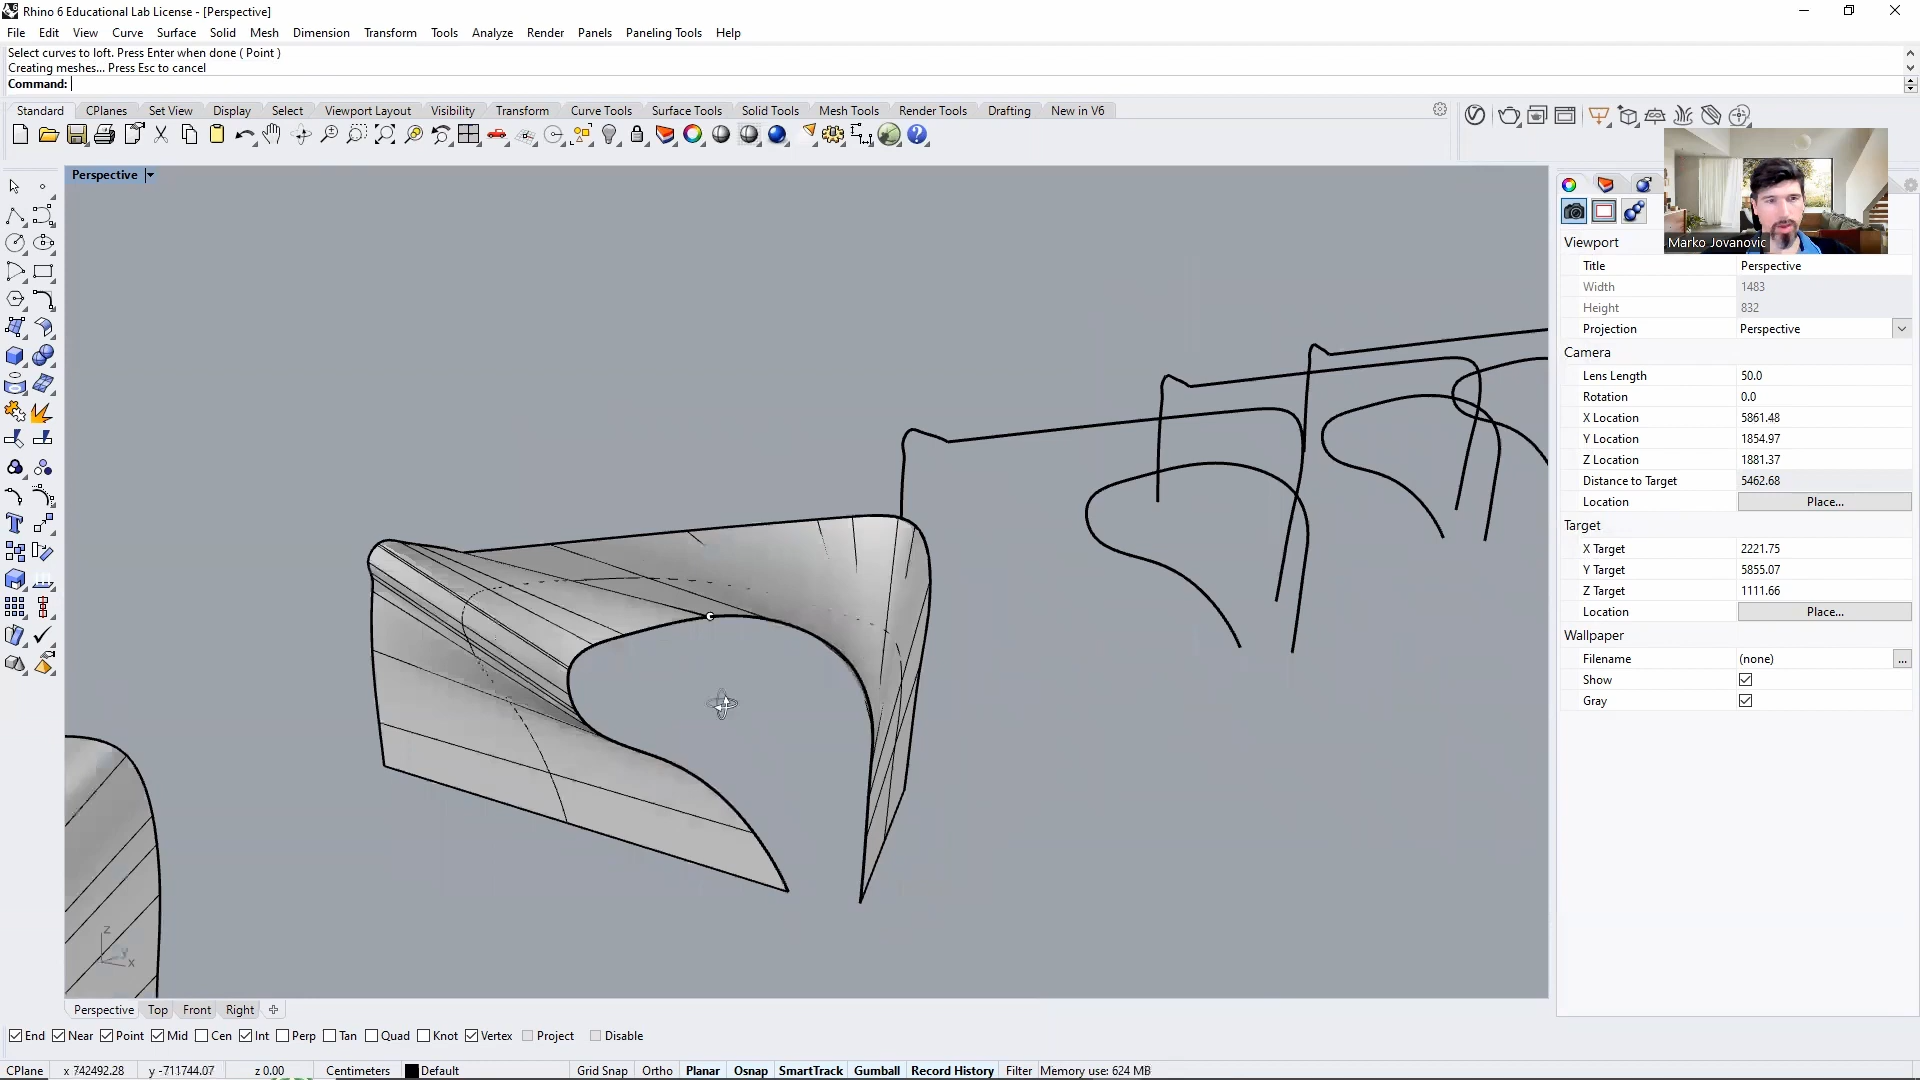 Rhino 6 Educational Lab License - [Perspective]
File Edit View Curve Surface Solid Mesh Dimension Transform Tools Analyze Render Panels Paneling Tools Help
Select curves to loft. Press Enter when done ( Point )
Creating meshes... Press Esc to cancel
Command:
Standard CPlanes Set View Display Select Viewport Layout Visibility Transform Curve Tools Surface Tools Solid Tools Mesh Tools Render Tools Drafting New in V6
Perspective
Marko Jovanovic
Viewport
Title Perspective
Width 1483
Height 832
Projection Perspective
Camera
Lens Length 50.0
Rotation 0.0
X Location 5861.48
Y Location 1854.97
Z Location 1881.37
Distance to Target 5462.68
Location Place...
Target
X Target 2221.75
Y Target 5855.07
Z Target 1111.66
Location Place...
Wallpaper
Filename (none) ...
Show
Gray
z
y
x
Perspective Top Front Right
End Near Point Mid Cen Int Perp Tan Quad Knot Vertex Project Disable
CPlane x 742492.28 y -711744.07 z 0.00 Centimeters Default Grid Snap Ortho Planar Osnap SmartTrack Gumball Record History Filter Memory use: 624 MB